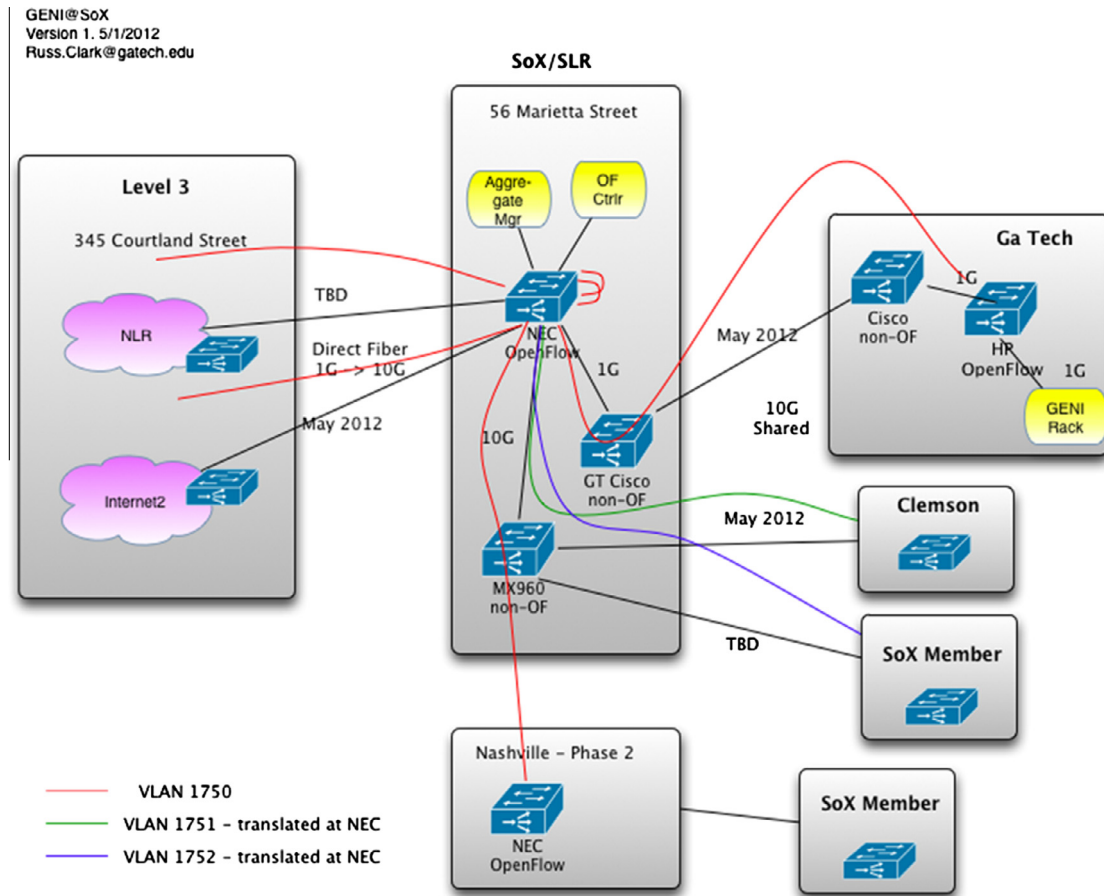 GENI@SoX
Version 1. 5/1/2012
Russ.Clark@gatech.edu
SoX/SLR
56 Marietta Street
Aggre-
gate
Mgr
OF
Ctrlr
Level 3
345 Courtland Street
NLR
TBD
Direct Fiber
1G -> 10G
May 2012
Internet2
NEC
OpenFlow
1G
10G
GT Cisco
non-OF
MX960
non-OF
Ga Tech
Cisco
non-OF
1G
HP
OpenFlow
1G
GENI
Rack
May 2012
10G
Shared
May 2012
Clemson
TBD
SoX Member
Nashville - Phase 2
NEC
OpenFlow
SoX Member
VLAN 1750
VLAN 1751 - translated at NEC
VLAN 1752 - translated at NEC